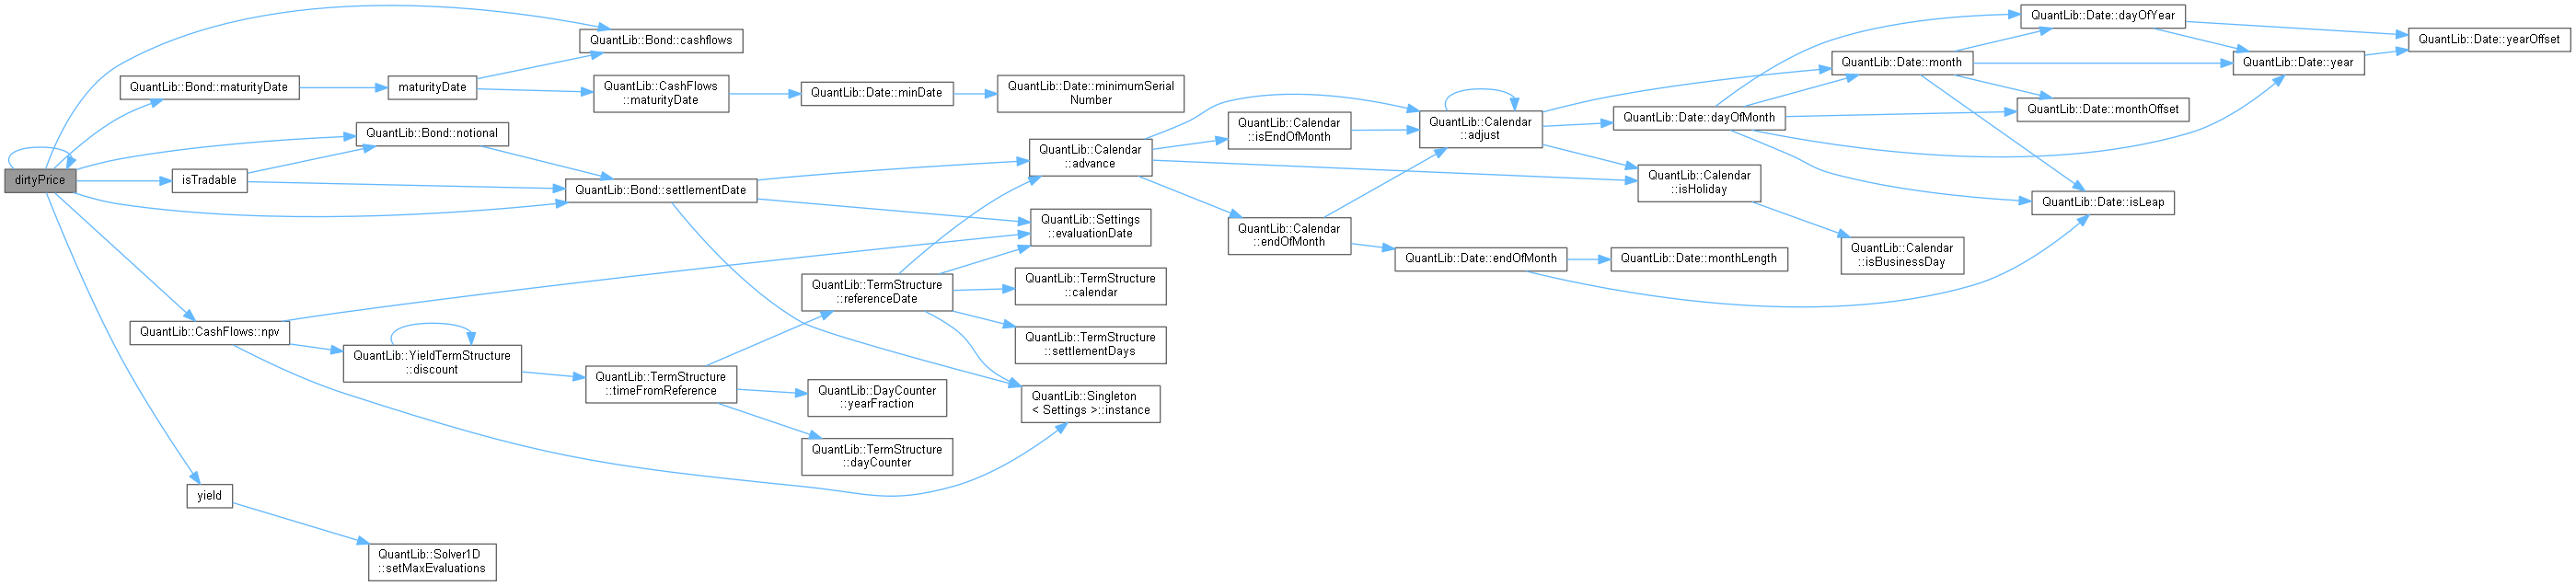 dirtyPrice
QuantLib::Bond::cashflows
QuantLib::Bond::maturityDate
maturityDate
QuantLib::CashFlows
::maturityDate
QuantLib::Date::minDate
QuantLib::Date::minimumSerial
Number
QuantLib::Bond::notional
isTradable
QuantLib::Bond::settlementDate
QuantLib::CashFlows::npv
QuantLib::YieldTermStructure
::discount
QuantLib::TermStructure
::timeFromReference
yield
QuantLib::Solver1D
::setMaxEvaluations
QuantLib::TermStructure
::referenceDate
QuantLib::DayCounter
::yearFraction
QuantLib::TermStructure
::dayCounter
QuantLib::Calendar
::advance
QuantLib::Settings
::evaluationDate
QuantLib::TermStructure
::calendar
QuantLib::TermStructure
::settlementDays
QuantLib::Singleton
< Settings >::instance
QuantLib::Calendar
::isEndOfMonth
QuantLib::Calendar
::endOfMonth
QuantLib::Calendar
::adjust
QuantLib::Date::endOfMonth
QuantLib::Date::dayOfMonth
QuantLib::Calendar
::isHoliday
QuantLib::Date::monthLength
QuantLib::Date::month
QuantLib::Calendar
::isBusinessDay
QuantLib::Date::dayOfYear
QuantLib::Date::monthOffset
QuantLib::Date::isLeap
QuantLib::Date::year
QuantLib::Date::yearOffset